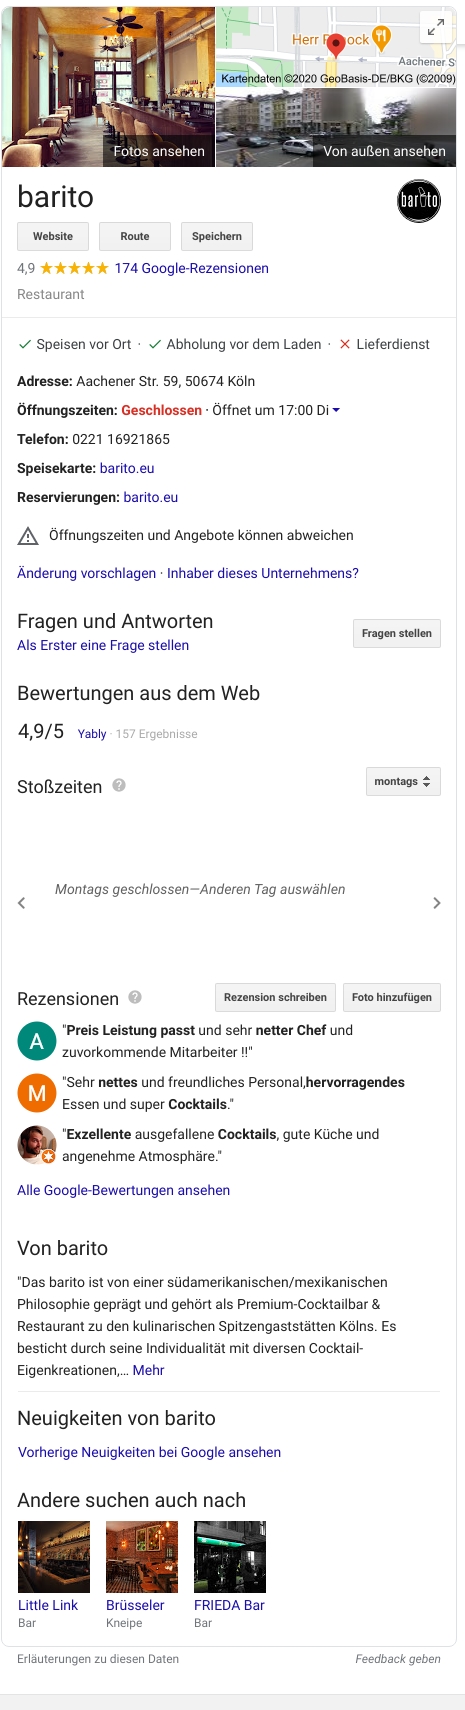 Herr P
ock
Aachener S
Kartendaten ©2020 GeoBasis-DE/BKG (©2009)
Fotos ansehen
Von außen ansehen
barito
barito
Website
Route
Speichern
4,9 ★★★★★ 174 Google-Rezensionen
Restaurant
✓ Speisen vor Ort · ✓ Abholung vor dem Laden · ✕ Lieferdienst
Adresse: Aachener Str. 59, 50674 Köln
Öffnungszeiten: Geschlossen · Öffnet um 17:00 Di
Telefon: 0221 16921865
Speisekarte: barito.eu
Reservierungen: barito.eu
Öffnungszeiten und Angebote können abweichen
Änderung vorschlagen · Inhaber dieses Unternehmens?
Fragen und Antworten
Als Erster eine Frage stellen
Fragen stellen
Bewertungen aus dem Web
4,9/5 Yably · 157 Ergebnisse
Stoßzeiten ?
montags
Montags geschlossen—Anderen Tag auswählen
Rezensionen ?
Rezension schreiben
Foto hinzufügen
A "Preis Leistung passt und sehr netter Chef und
zuvorkommende Mitarbeiter !!"
M "Sehr nettes und freundliches Personal,hervorragendes
Essen und super Cocktails."
"Exzellente ausgefallene Cocktails, gute Küche und
angenehme Atmosphäre."
Alle Google-Bewertungen ansehen
Von barito
"Das barito ist von einer südamerikanischen/mexikanischen
Philosophie geprägt und gehört als Premium-Cocktailbar &
Restaurant zu den kulinarischen Spitzengaststätten Kölns. Es
besticht durch seine Individualität mit diversen Cocktail-
Eigenkreationen,… Mehr
Neuigkeiten von barito
Vorherige Neuigkeiten bei Google ansehen
Andere suchen auch nach
Little Link
Bar
Brüsseler
Kneipe
FRIEDA Bar
Bar
Erläuterungen zu diesen Daten
Feedback geben